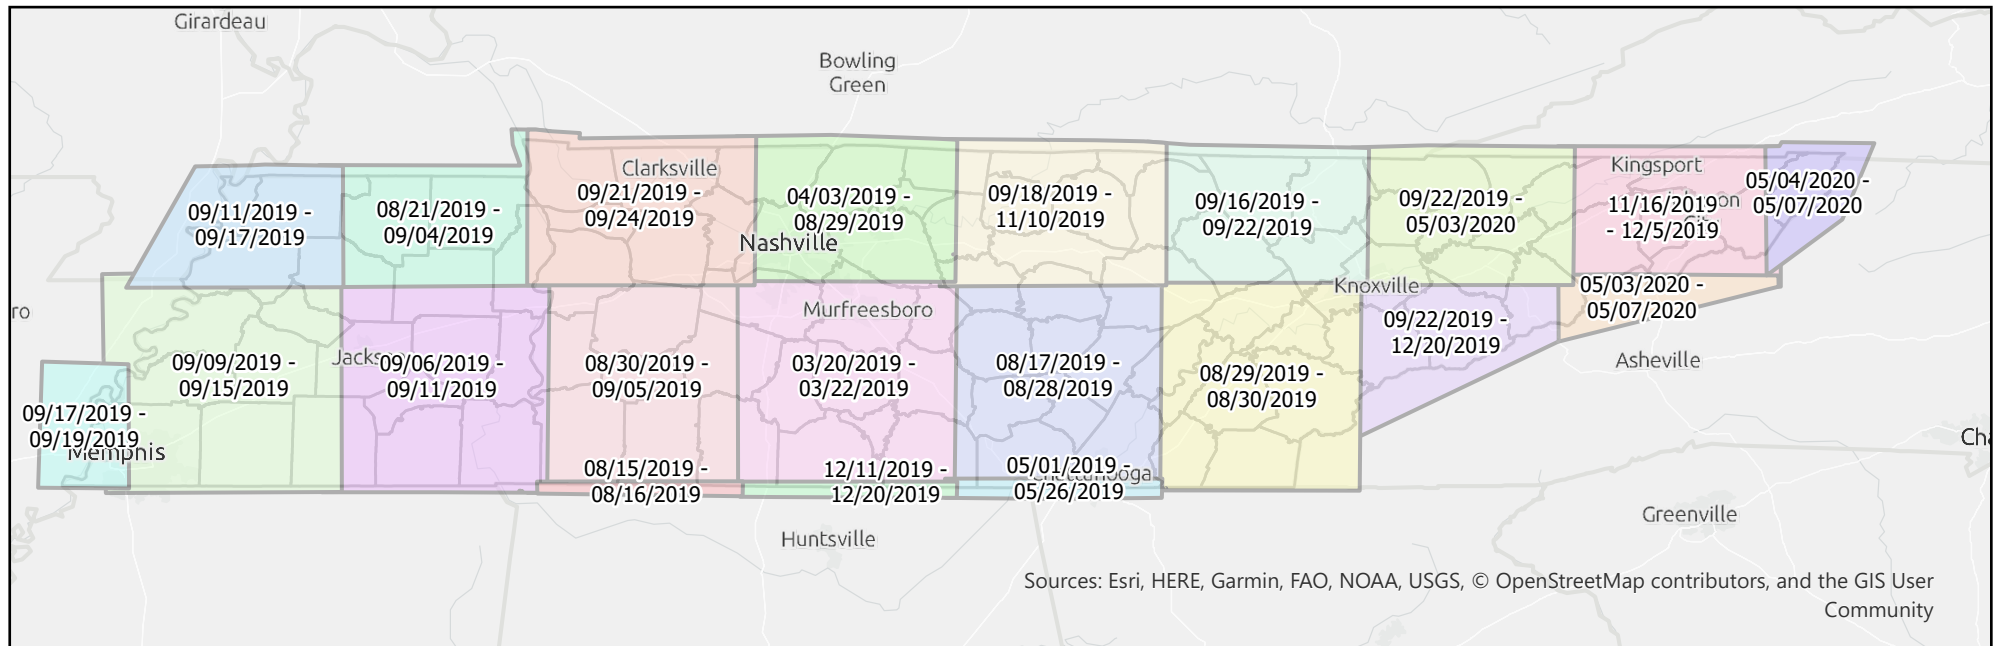 Girardeau
Bowling
Green
Clarksville
Kingsport
09/21/2019 -
09/24/2019
04/03/2019 -
08/29/2019
09/18/2019 -
11/10/2019
09/11/2019 -
09/17/2019
08/21/2019 -
09/04/2019
09/16/2019 -
09/22/2019
09/22/2019 -
05/03/2020
11/16/2019
- 12/5/2019
05/04/2020 -
05/07/2020
Nashville
Knoxville
05/03/2020 -
05/07/2020
ro
Murfreesboro
09/22/2019 -
12/20/2019
Asheville
09/09/2019 -
09/15/2019
09/06/2019 -
09/11/2019
08/30/2019 -
09/05/2019
03/20/2019 -
03/22/2019
08/17/2019 -
08/28/2019
08/29/2019 -
08/30/2019
09/17/2019 -
09/19/2019
Memphis
Ch
08/15/2019 -
08/16/2019
12/11/2019 -
12/20/2019
05/01/2019 -
05/26/2019
Huntsville
Greenville
Sources: Esri, HERE, Garmin, FAO, NOAA, USGS, © OpenStreetMap contributors, and the GIS User
Community